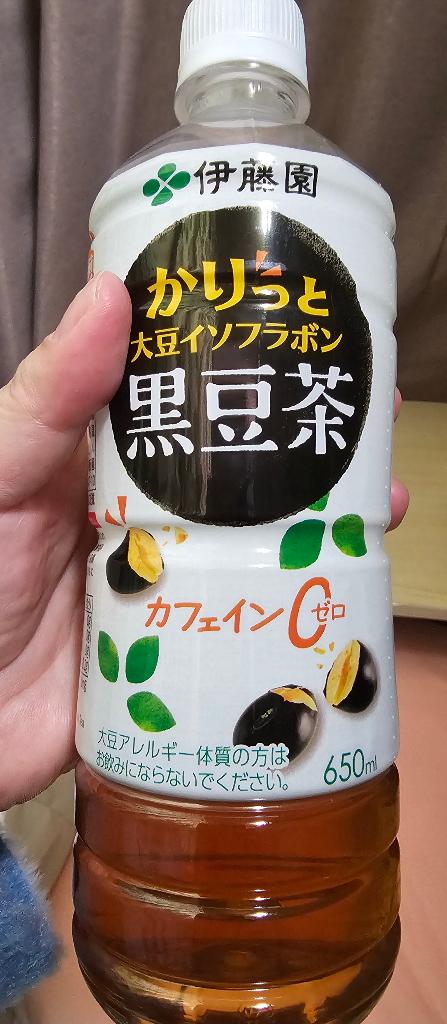 伊藤園
かりっと
大豆イソフラボン
黒豆茶
カフェイン0ゼロ
大豆アレルギー体質の方は
お飲みにならないでください。
650ml